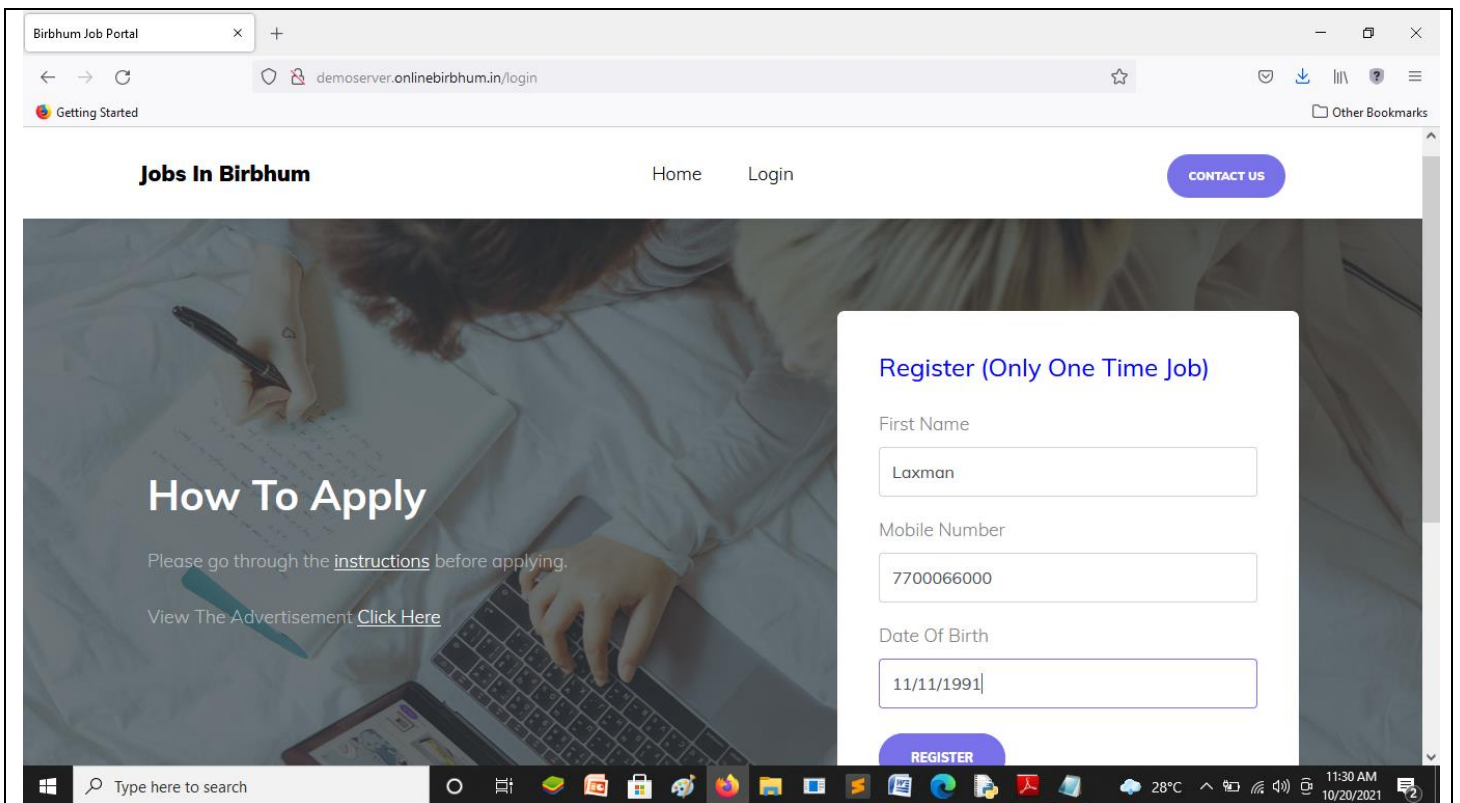 Birbhum Job Portal
demoserver.onlinebirbhum.in/login
Getting Started
Other Bookmarks
Jobs In Birbhum
Home
Login
CONTACT US
How To Apply
Please go through the instructions before applying.
View The Advertisement Click Here
Register (Only One Time Job)
First Name
Laxman
Mobile Number
7700066000
Date Of Birth
11/11/1991
REGISTER
Type here to search
28°C
11:30 AM
10/20/2021
2